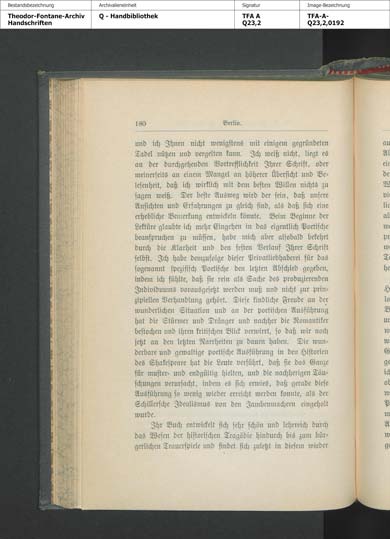 Bestandsbezeichnung
Theodor-Fontane-Archiv
Handschriften
Archivalieneinheit
Q - Handbibliothek
Signatur
TFA A
Q23,2
Image-Bezeichnung
TFA-A-
Q23,2,0192
180 Berlin.
und ich Ihnen nicht wenigstens mit einigem gegründeten
Tadel nützen und vergelten kann. Ich weiß nicht, liegt es
an der durchgehenden Vortrefflichkeit Ihrer Schrift, oder
meinerseits an einem Mangel an höherer Übersicht und Be-
lesenheit, daß ich wirklich mit dem besten Willen nichts zu
sagen weiß. Der beste Ausweg wird der sein, daß unsere
Ansichten und Erfahrungen zu gleich sind, als daß sich eine
erhebliche Bemerkung entwickeln könnte. Beim Beginne der
Lektüre glaubte ich mehr Eingehen in das eigentlich Poetische
beanspruchen zu müssen, habe mich aber alsobald bekehrt
durch die Klarheit und den festen Verlauf Ihrer Schrift
selbst. Ich habe demzufolge dieser Privatliebhaberei für das
sogenannt spezifisch Poetische den letzten Abschied gegeben,
indem ich fühlte, daß sie rein als Sache des produzierenden
Individuums vorausgesetzt werden muß und nicht zur prin-
zipiellen Verhandlung gehört. Diese kindliche Freude an der
wunderlichen Situation und an der poetischen Ausführung
hat die Stürmer und Dränger und nachher die Romantiker
bestochen und ihren kritischen Blick verwirrt, so daß wir noch
jetzt an den letzten Narrheiten zu dauen haben. Die wun-
derbare und gewaltige poetische Ausführung in den Historien
des Shakespeare hat die Leute verführt, daß sie das Ganze
für muster- und endgültig hielten, und die nachherigen Täu-
schungen verursacht, indem es sich erwies, daß gerade diese
Ausführung so wenig wieder erreicht werden konnte, als der
Schillersche Idealismus von den Jambenmachern eingeholt
wurde.
Ihr Buch entwickelt sich sehr schön und lehrreich durch
das Wesen der historischen Tragödie hindurch bis zum bür-
gerlichen Trauerspiele und findet sich zuletzt in diesem wieder